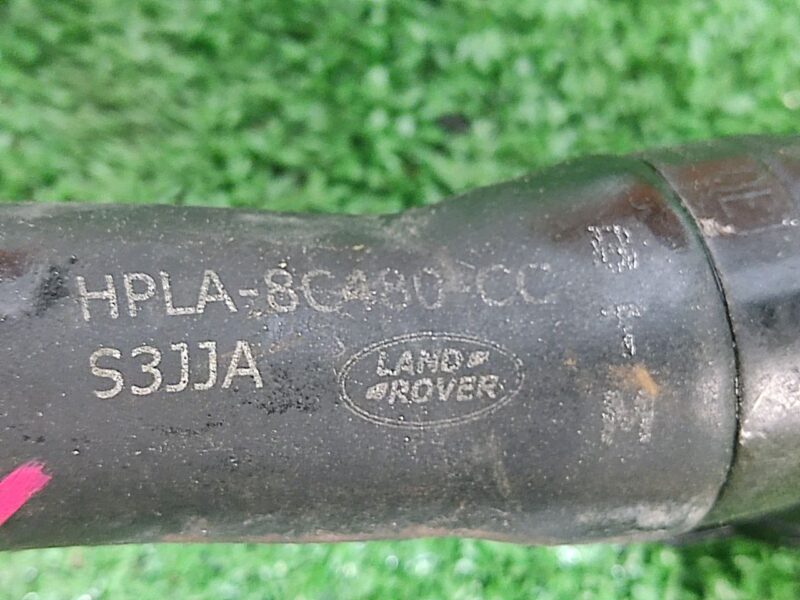 HPLA-8C480-CC
S3JJA
LAND
ROVER